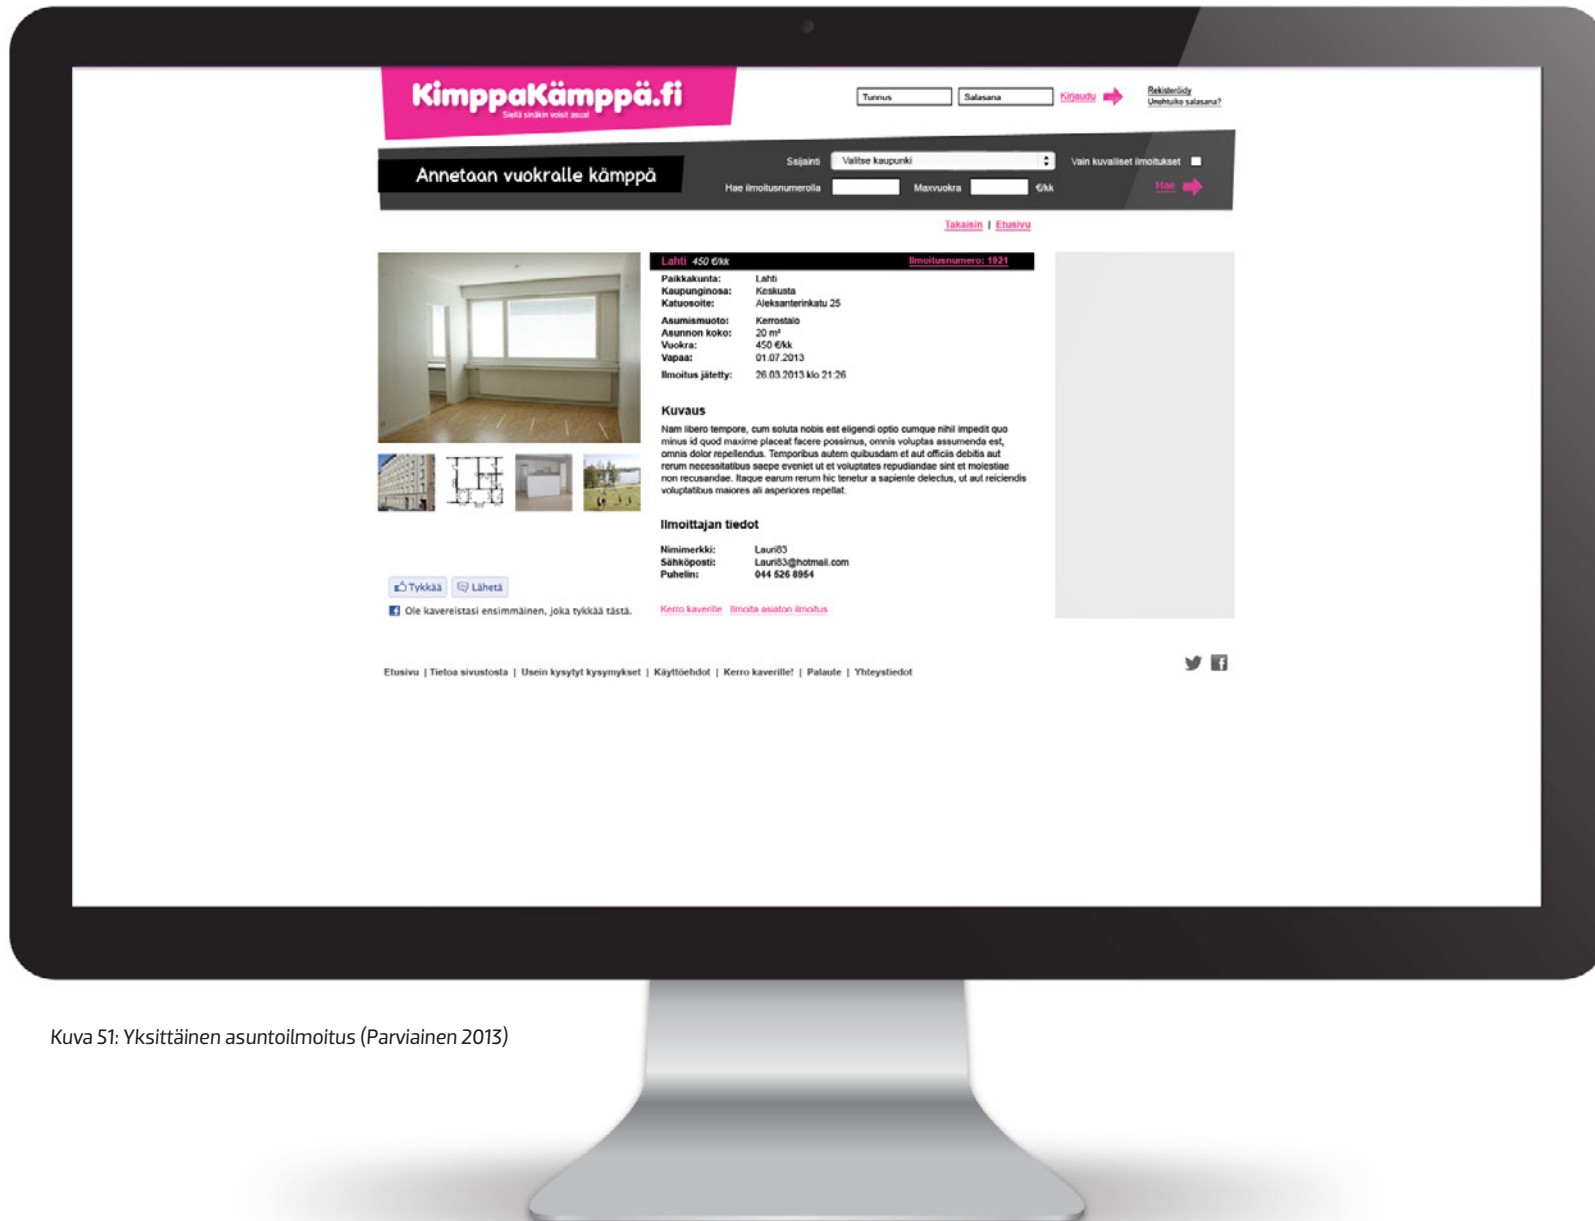 KimppaKämppä.fi
Siellä sinäkin voisit asua!
Tunnus Salasana Kirjaudu Rekisteröidy
Unohtuiko salasana?
Annetaan vuokralle kämppä
Ssijainti Valitse kaupunki Vain kuvalliset ilmoitukset
Hae ilmoitusnumerolla Maxvuokra €/kk Hae
Takaisin | Etusivu
Lahti 450 €/kk Ilmoitusnumero: 1921
Paikkakunta: Lahti
Kaupunginosa: Keskusta
Katuosoite: Aleksanterinkatu 25
Asumismuoto: Kerrostalo
Asunnon koko: 20 m²
Vuokra: 450 €/kk
Vapaa: 01.07.2013
Ilmoitus jätetty: 26.03.2013 klo 21:26
Kuvaus
Nam libero tempore, cum soluta nobis est eligendi optio cumque nihil impedit quo
minus id quod maxime placeat facere possimus, omnis voluptas assumenda est,
omnis dolor repellendus. Temporibus autem quibusdam et aut officiis debitis aut
rerum necessitatibus saepe eveniet ut et voluptates repudiandae sint et molestiae
non recusandae. Itaque earum rerum hic tenetur a sapiente delectus, ut aut reiciendis
voluptatibus maiores ali asperiores repellat.
Ilmoittajan tiedot
Nimimerkki: Lauri83
Sähköposti: Lauri83@hotmail.com
Puhelin: 044 526 8954
Tykkää Lähetä
Ole kavereistasi ensimmäinen, joka tykkää tästä.
Kerro kaverille Ilmoita asiaton ilmoitus
Etusivu | Tietoa sivustosta | Usein kysytyt kysymykset | Käyttöehdot | Kerro kaverille! | Palaute | Yhteystiedot
Kuva 51: Yksittäinen asuntoilmoitus (Parviainen 2013)